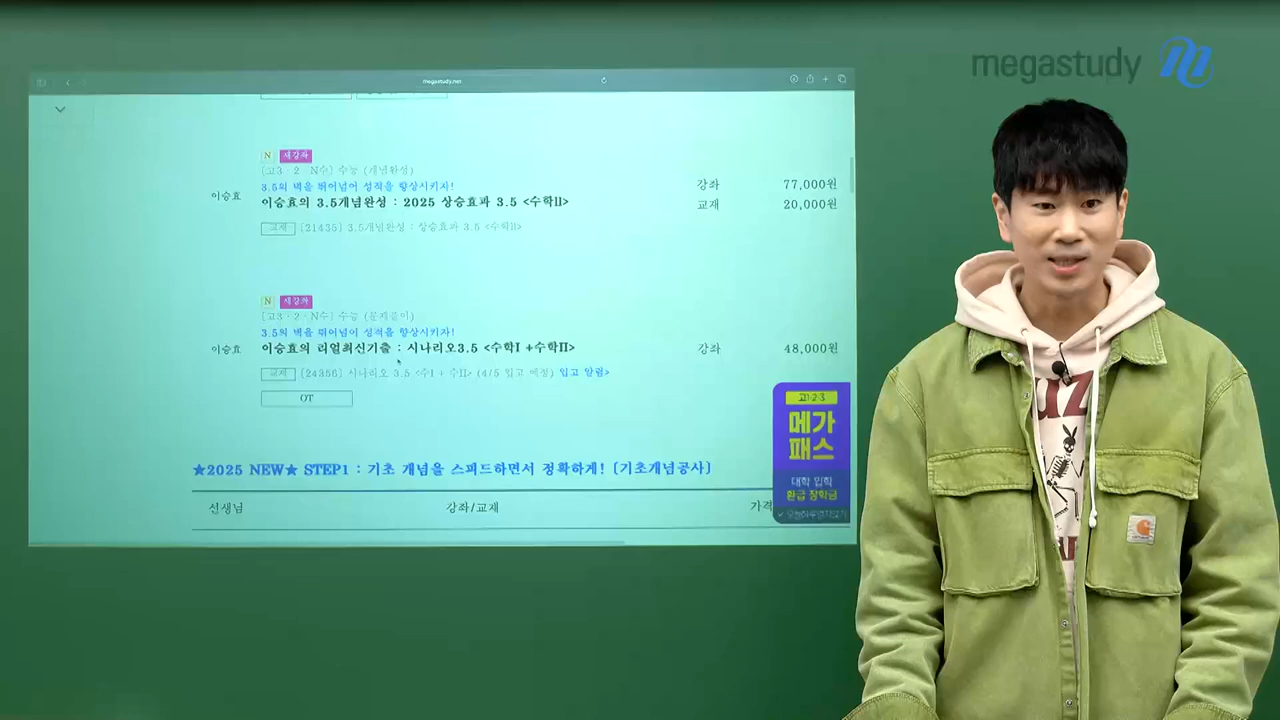 megastudy
megastudy.net
N 새강좌
[고3·2·N수] 수능 (개념완성)
3.5의 벽을 뛰어넘어 성적을 향상시키자!
이승효
이승효의 3.5개념완성 : 2025 상승효과 3.5 <수학II>
강좌 77,000원
교재 20,000원
교재 [21435] 3.5개념완성 : 상승효과 3.5 <수학II>
N 새강좌
[고3·2·N수] 수능 (문제풀이)
3.5의 벽을 뛰어넘어 성적을 향상시키자!
이승효
이승효의 리얼최신기출 : 시나리오3.5 <수학I +수학II>
강좌 48,000원
교재 [24356] 시나리오 3.5 <수I + 수II> (4/5 입고 예정) 입고 알림>
OT
★2025 NEW★ STEP1 : 기초 개념을 스피드하면서 정확하게! [기초개념공사]
선생님 강좌/교재 가격
고1·2·3
메가
패스
대학 입학
환급 장학금
오늘하루열지않기
carhartt